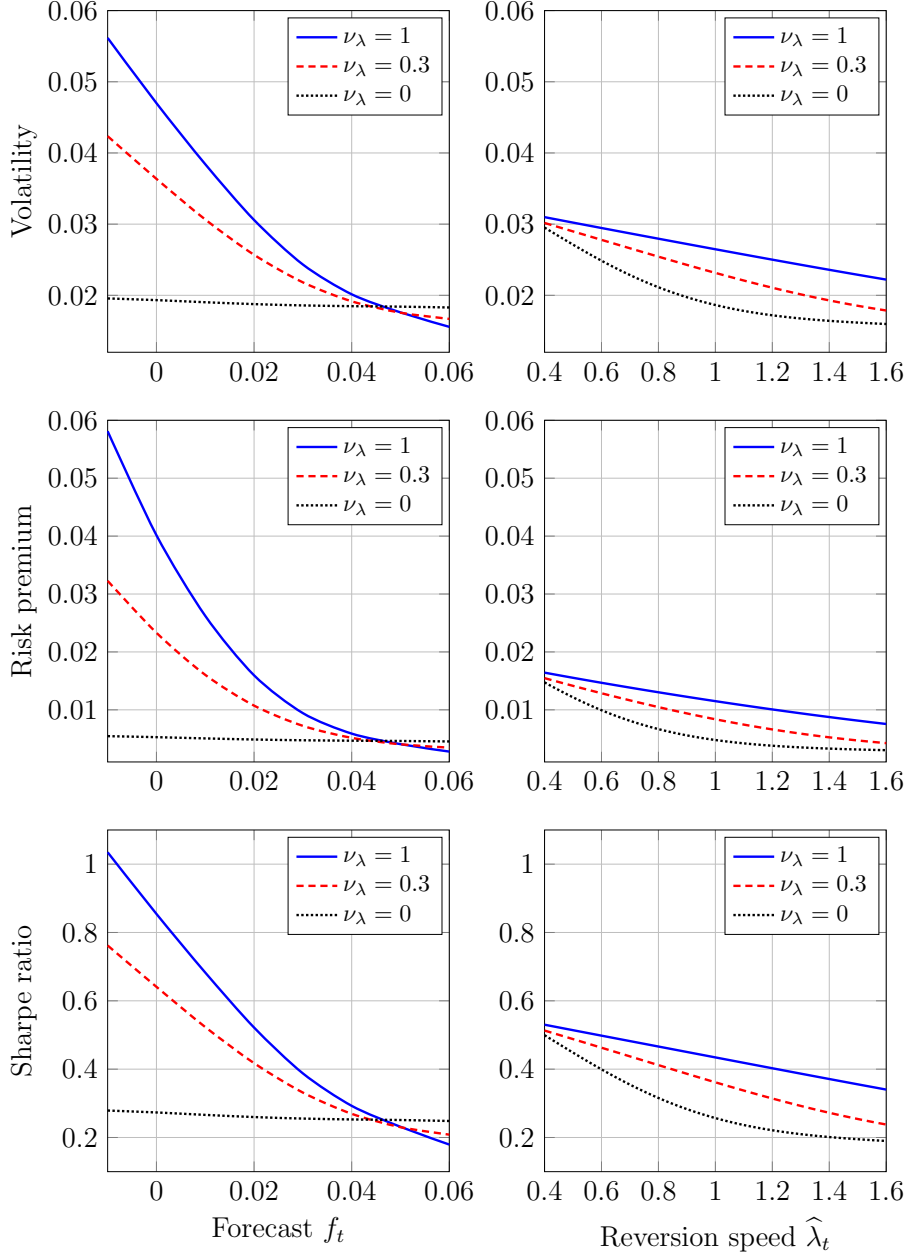 0.06
0.05
0.04
0.03
0.02
Volatility
0
0.02
0.04
0.06
ν_λ = 1
ν_λ = 0.3
ν_λ = 0
0.06
0.05
0.04
0.03
0.02
0.4
0.6
0.8
1
1.2
1.4
1.6
ν_λ = 1
ν_λ = 0.3
ν_λ = 0
0.06
0.05
0.04
0.03
0.02
0.01
Risk premium
0
0.02
0.04
0.06
ν_λ = 1
ν_λ = 0.3
ν_λ = 0
0.06
0.05
0.04
0.03
0.02
0.01
0.4
0.6
0.8
1
1.2
1.4
1.6
ν_λ = 1
ν_λ = 0.3
ν_λ = 0
1
0.8
0.6
0.4
0.2
Sharpe ratio
0
0.02
0.04
0.06
Forecast f_t
ν_λ = 1
ν_λ = 0.3
ν_λ = 0
1
0.8
0.6
0.4
0.2
0.4
0.6
0.8
1
1.2
1.4
1.6
Reversion speed λ̂_t
ν_λ = 1
ν_λ = 0.3
ν_λ = 0